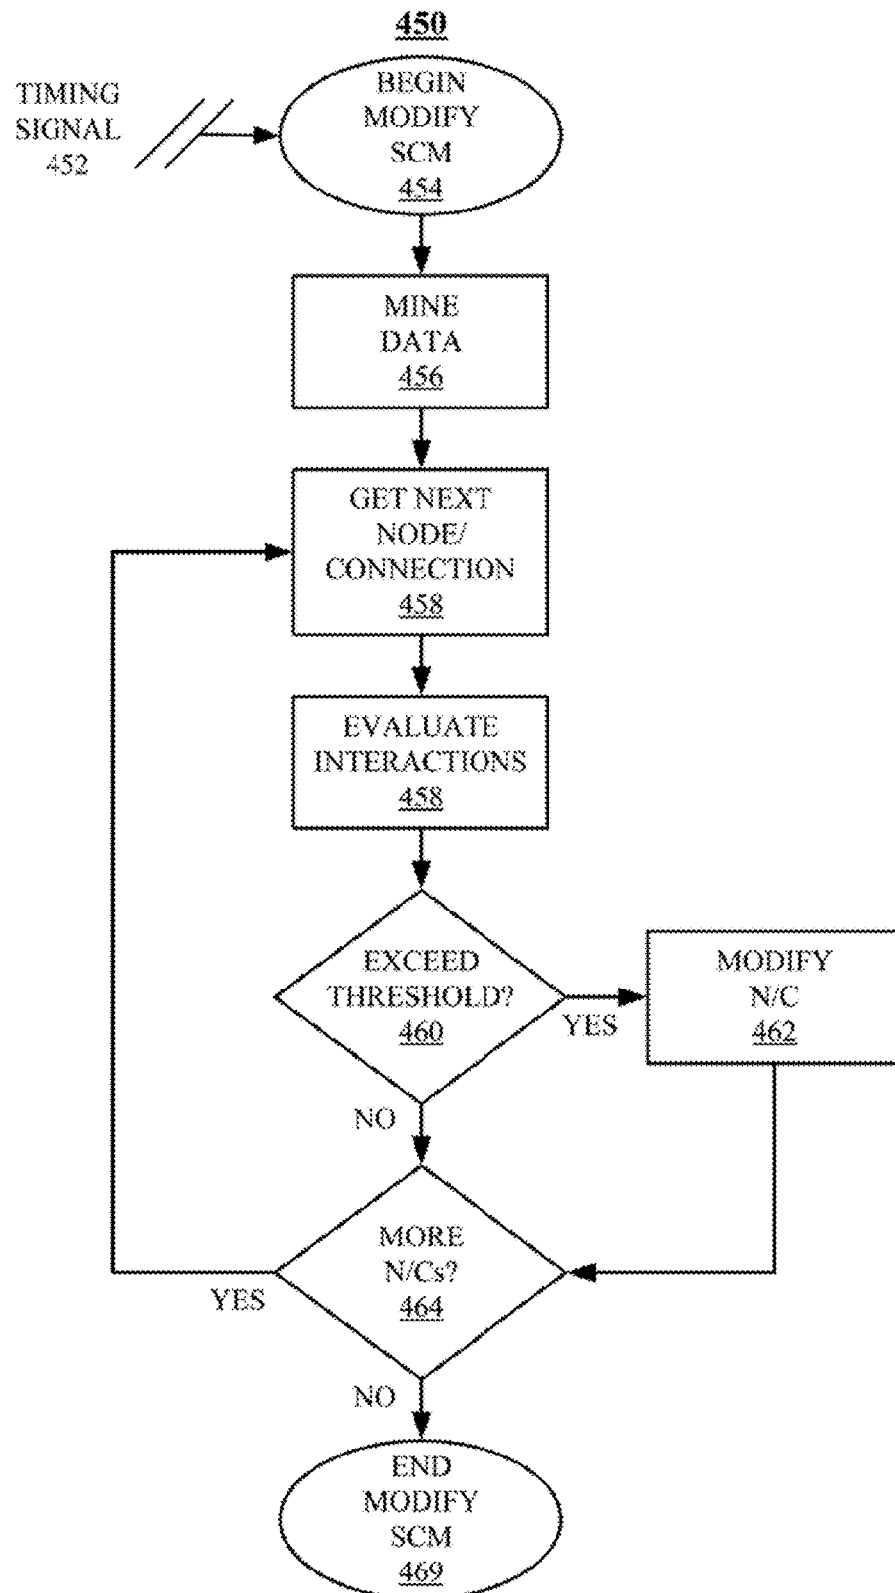 450
TIMING
SIGNAL
452
BEGIN
MODIFY
SCM
454
MINE
DATA
456
GET NEXT
NODE/
CONNECTION
458
EVALUATE
INTERACTIONS
458
EXCEED
THRESHOLD?
460
YES
MODIFY
N/C
462
NO
MORE
N/Cs?
464
YES
NO
END
MODIFY
SCM
469